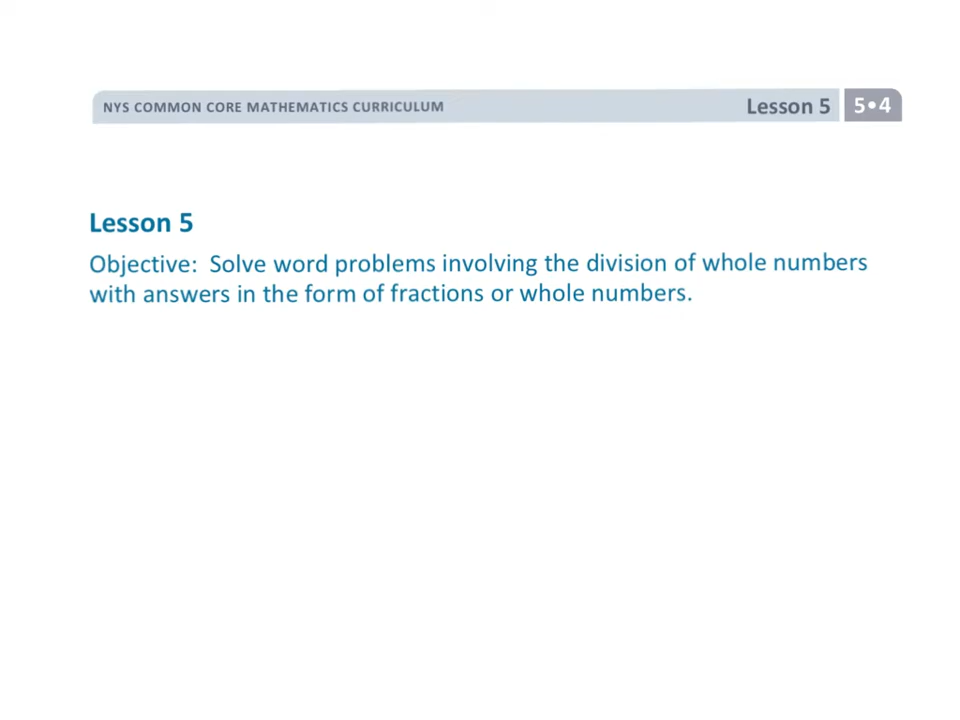 NYS COMMON CORE MATHEMATICS CURRICULUM Lesson 5 5•4
Lesson 5
Objective: Solve word problems involving the division of whole numbers
with answers in the form of fractions or whole numbers.